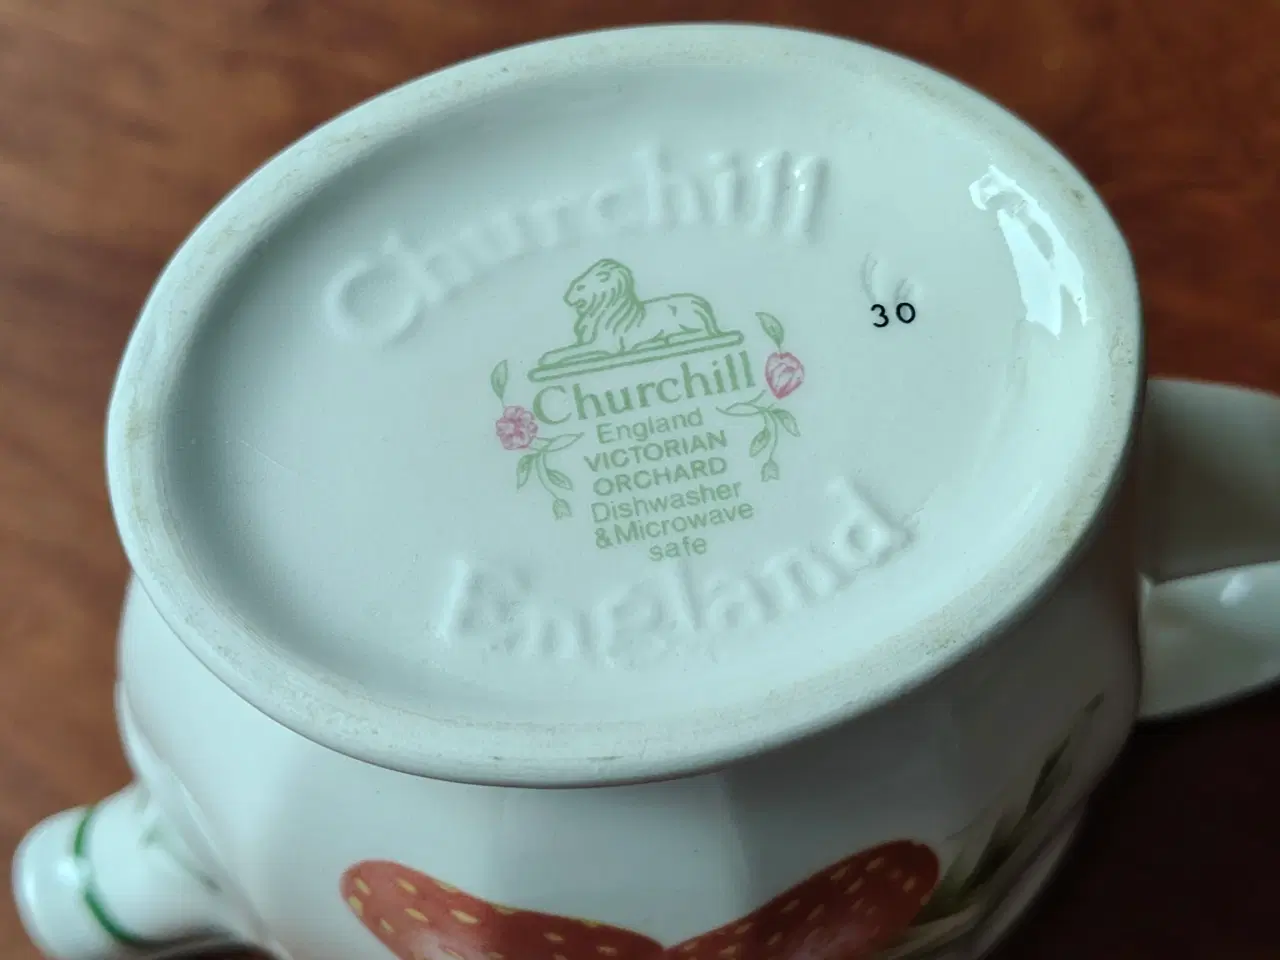 Churchill
30
Churchill
England
VICTORIAN
ORCHARD
Dishwasher
&Microwave
safe
England